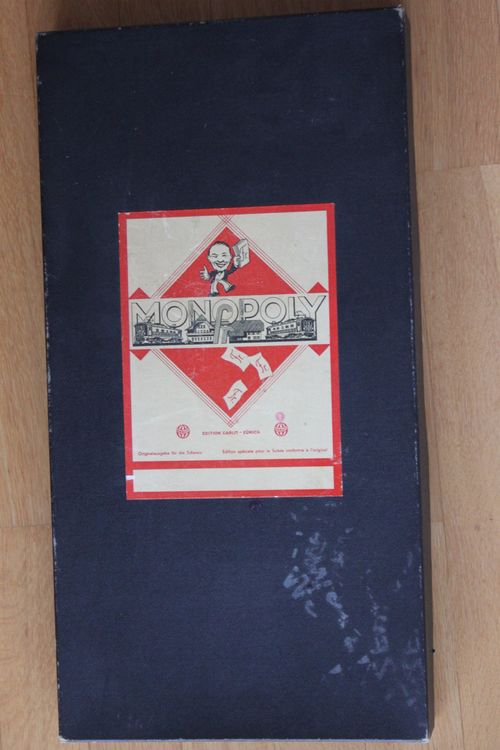 MONOPOLY
EDITION CARLIT - ZÜRICH
Originalausgabe für die Schweiz
Edition spéciale pour la Suisse conforme à l'original